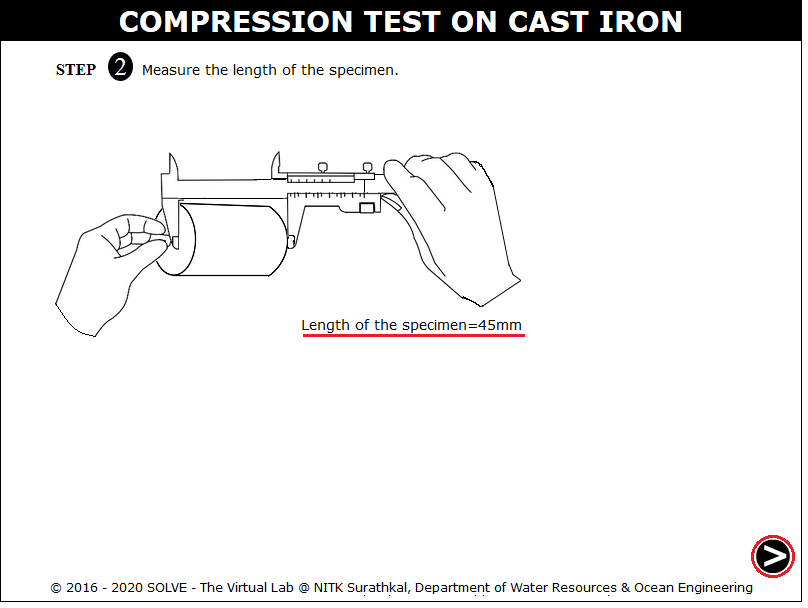 COMPRESSION TEST ON CAST IRON
STEP 2 Measure the length of the specimen.
Length of the specimen=45mm
© 2016 - 2020 SOLVE - The Virtual Lab @ NITK Surathkal, Department of Water Resources & Ocean Engineering